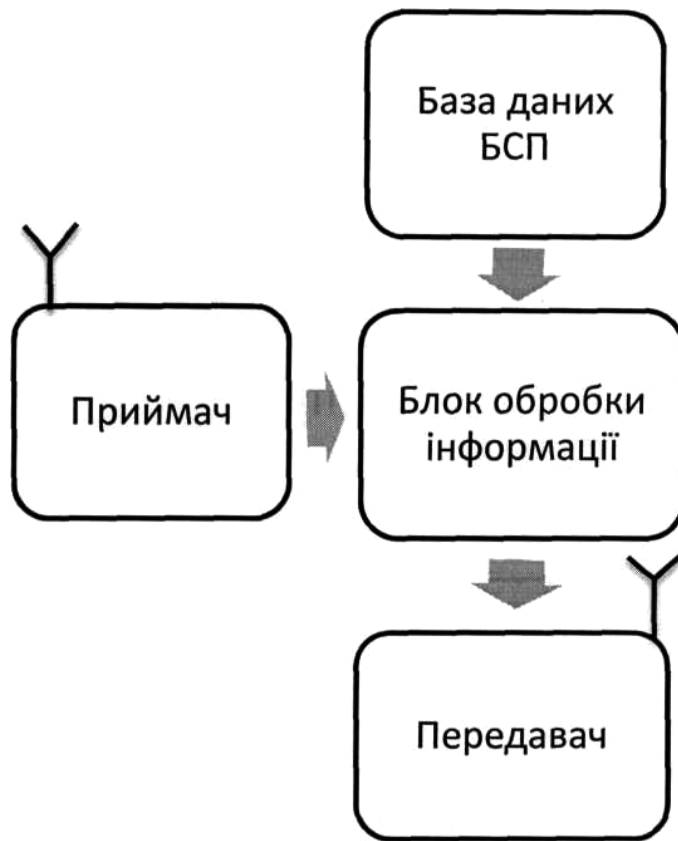 База даних
БСП
Приймач
Блок обробки
інформації
Передавач